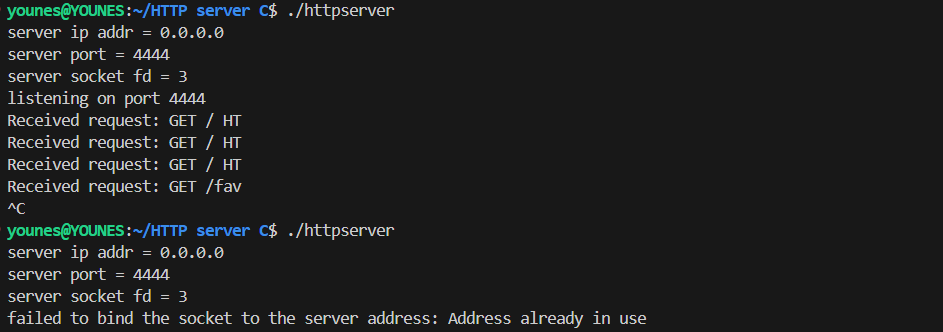 younes@YOUNES:~/HTTP server C$ ./httpserver
server ip addr = 0.0.0.0
server port = 4444
server socket fd = 3
listening on port 4444
Received request: GET / HT
Received request: GET / HT
Received request: GET / HT
Received request: GET /fav
^C
younes@YOUNES:~/HTTP server C$ ./httpserver
server ip addr = 0.0.0.0
server port = 4444
server socket fd = 3
failed to bind the socket to the server address: Address already in use